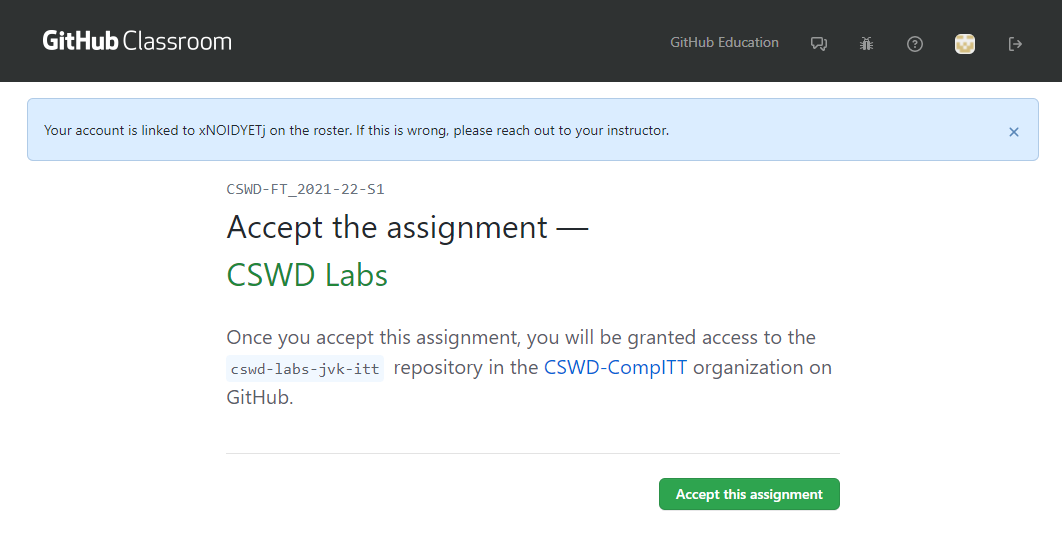 GitHub Classroom
GitHub Education
Your account is linked to xNOIDYETj on the roster. If this is wrong, please reach out to your instructor.
CSWD-FT_2021-22-S1
Accept the assignment —
CSWD Labs
Once you accept this assignment, you will be granted access to the
cswd-labs-jvk-itt repository in the CSWD-CompITT organization on
GitHub.
Accept this assignment